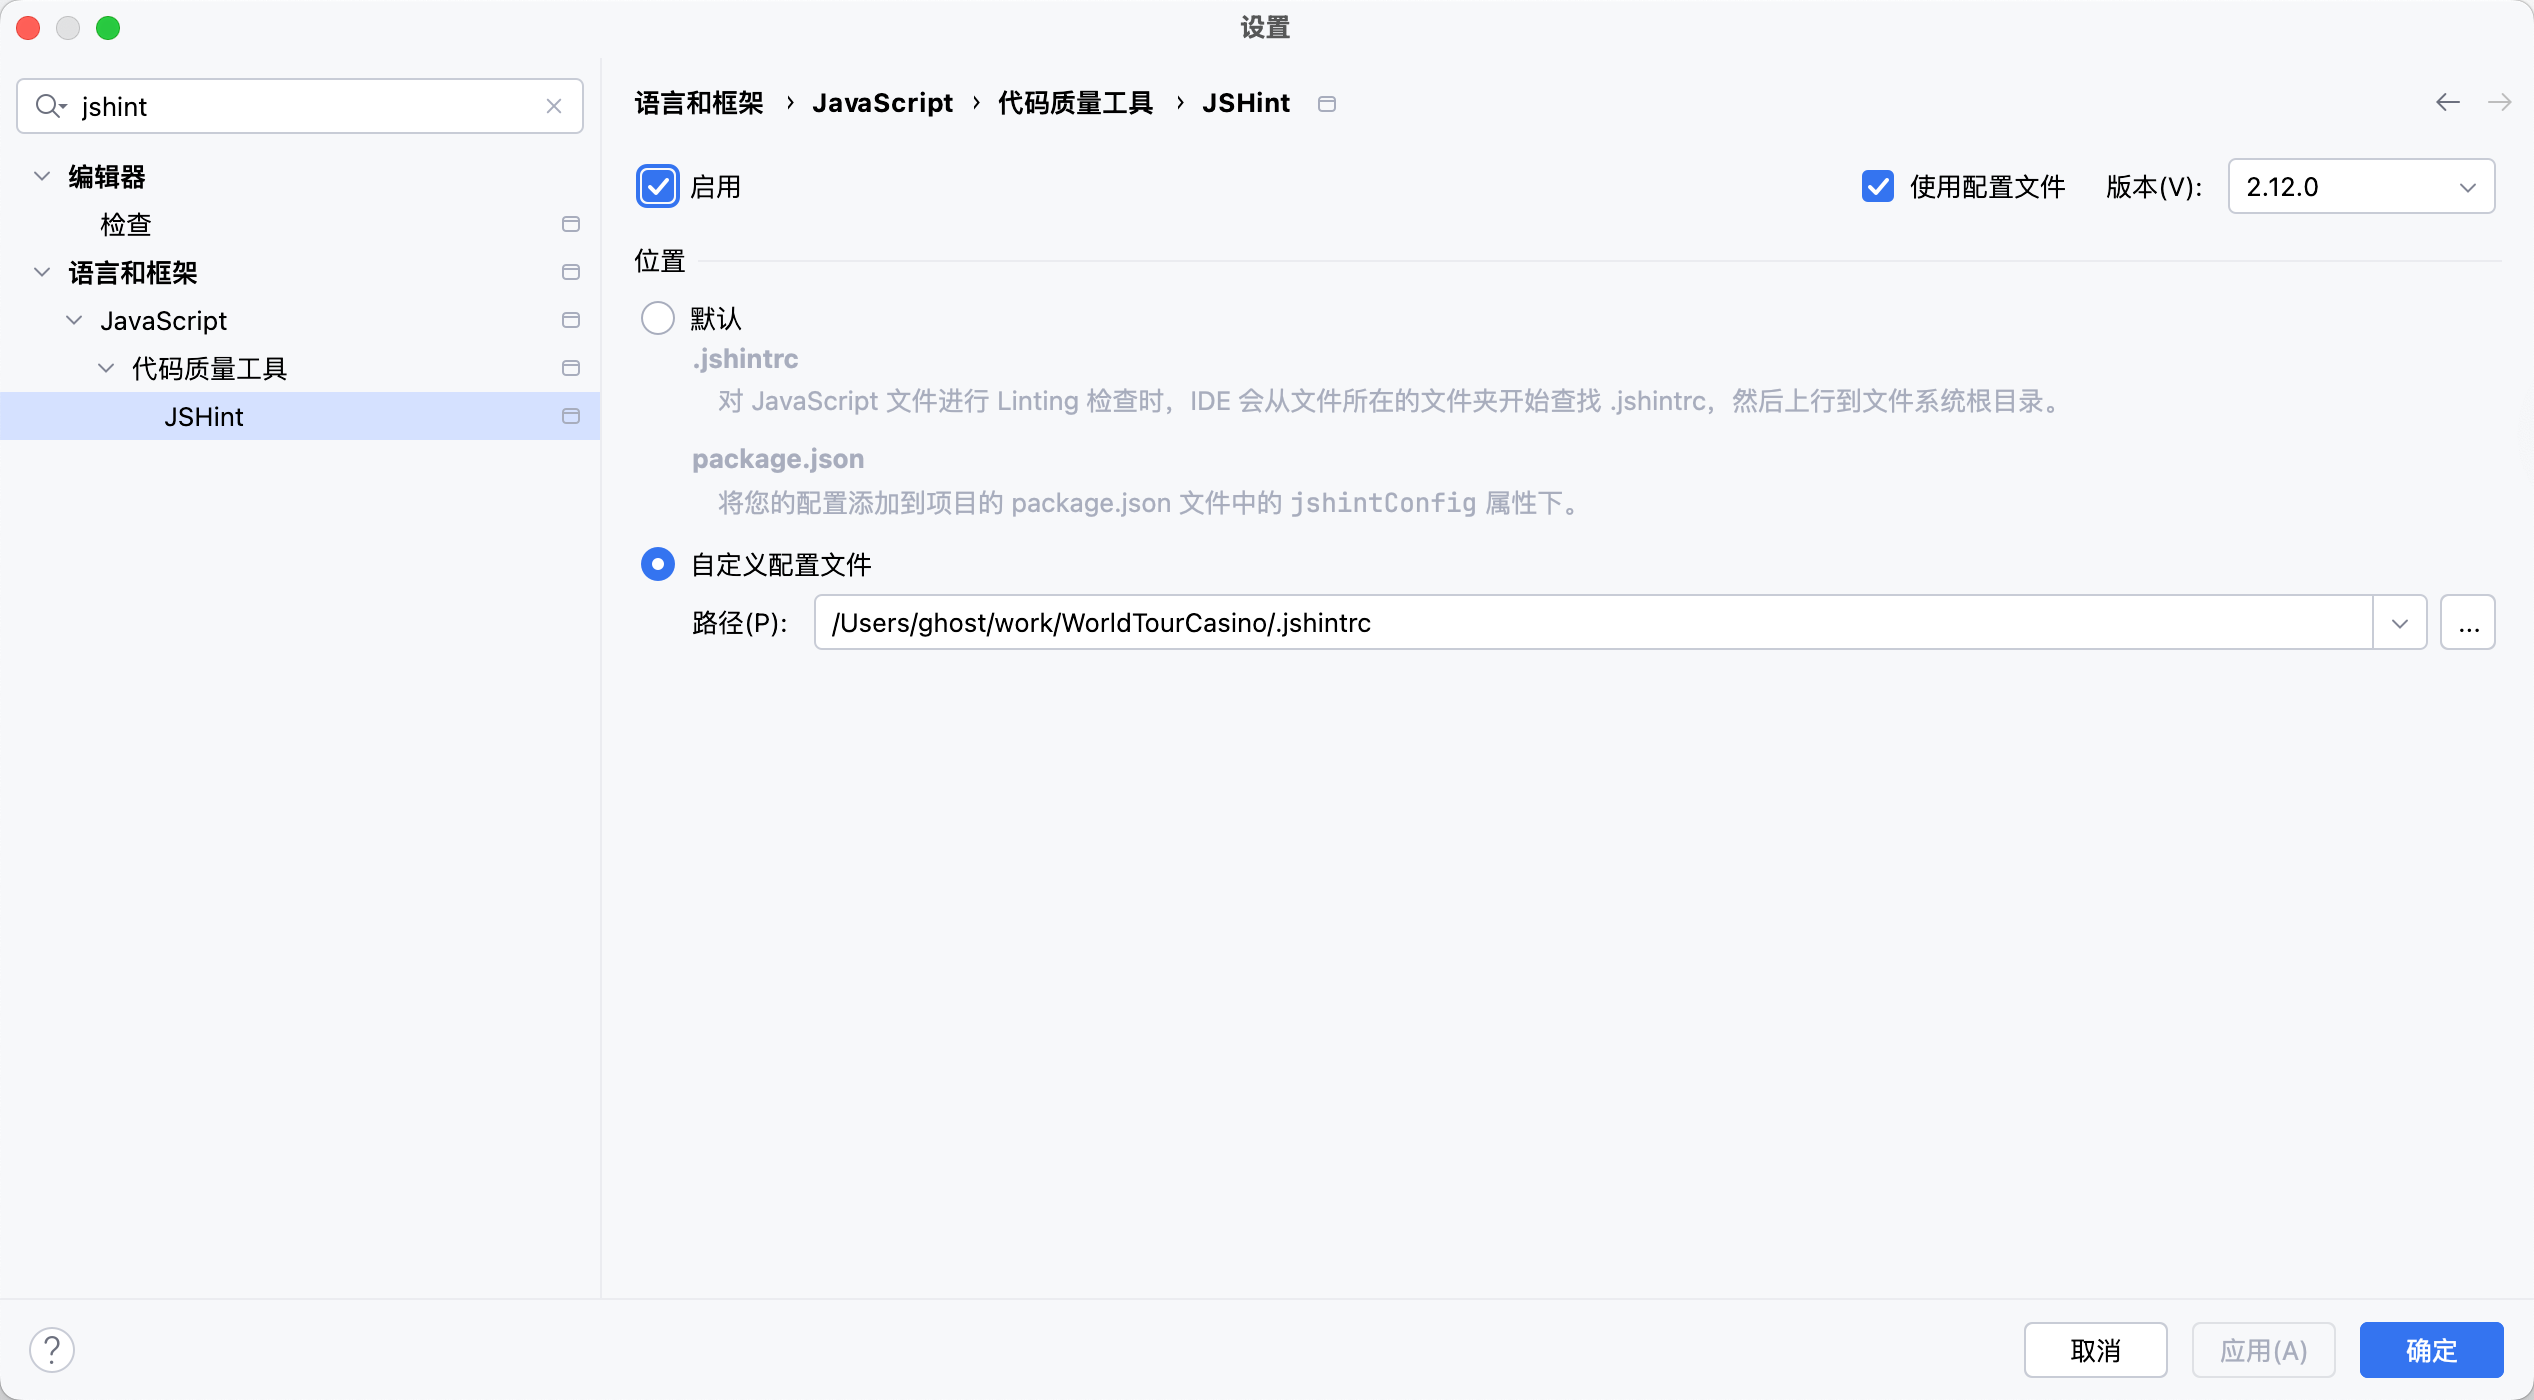 设置
jshint
编辑器
检查
语言和框架
JavaScript
代码质量工具
JSHint
语言和框架 › JavaScript › 代码质量工具 › JSHint
启用
使用配置文件 版本(V): 2.12.0
位置
默认
.jshintrc
对 JavaScript 文件进行 Linting 检查时，IDE 会从文件所在的文件夹开始查找 .jshintrc，然后上行到文件系统根目录。
package.json
将您的配置添加到项目的 package.json 文件中的 jshintConfig 属性下。
自定义配置文件
路径(P): /Users/ghost/work/WorldTourCasino/.jshintrc ...
? 取消 应用(A) 确定